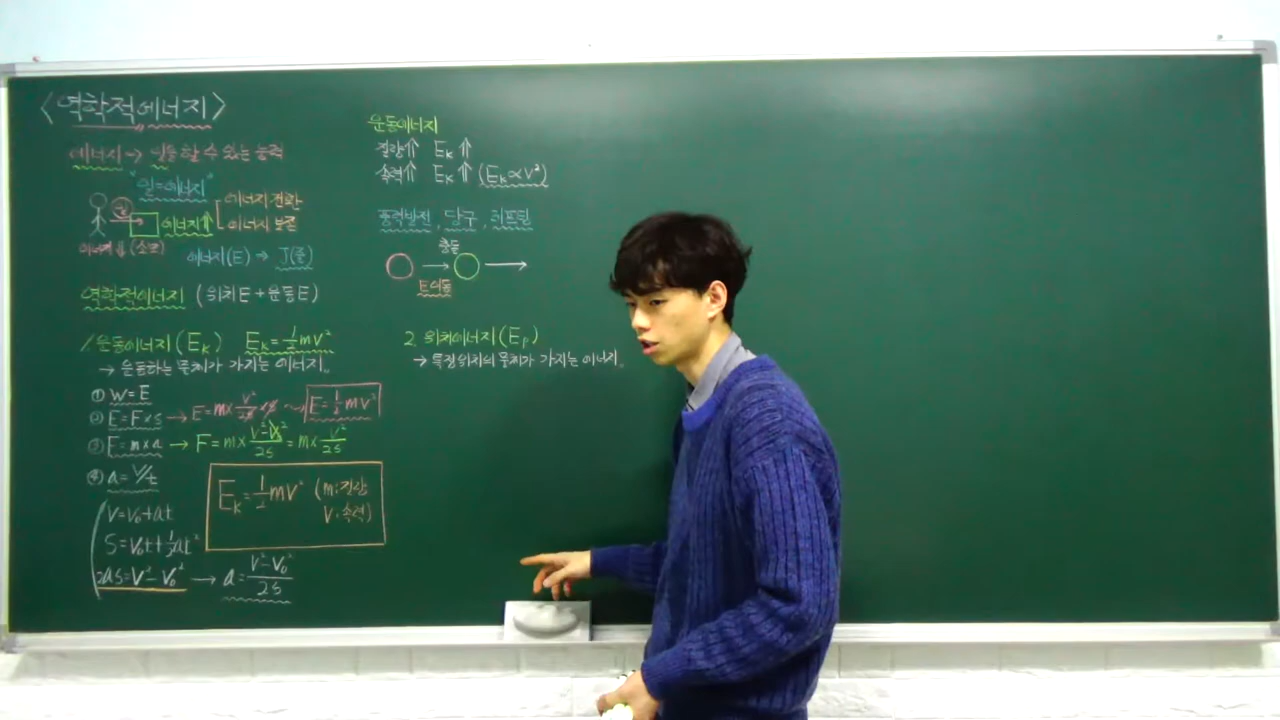 <역학적에너지>
에너지 → 일을 할 수 있는 능력
"일=에너지"
일 에너지⇑ 에너지 전환
에너지 보존
에너지⇓(소모)
에너지(E) → J(줄)
역학적에너지 (위치E+운동E)
1. 운동에너지(Eₖ) Eₖ=½mv²
→ 운동하는 물체가 가지는 에너지.
① W=E
② E=F×s → E=m×v²/2s×s → E=½mv²
③ F=m×a → F=m×(v²-v₀²)/2s=m×v²/2s
④ a=v/t
v=v₀+at
S=v₀t+½at²
2as=v²-v₀² → a=(v²-v₀²)/2s
Eₖ=½mv² (m:질량
v:속력)
운동에너지
질량⇑ Eₖ⇑
속력⇑ Eₖ⇑ (Eₖ∝v²)
풍력발전, 당구, 리프팅
충돌
→ →
E이동
2. 위치에너지(Eₚ)
→ 특정위치의 물체가 가지는 에너지.